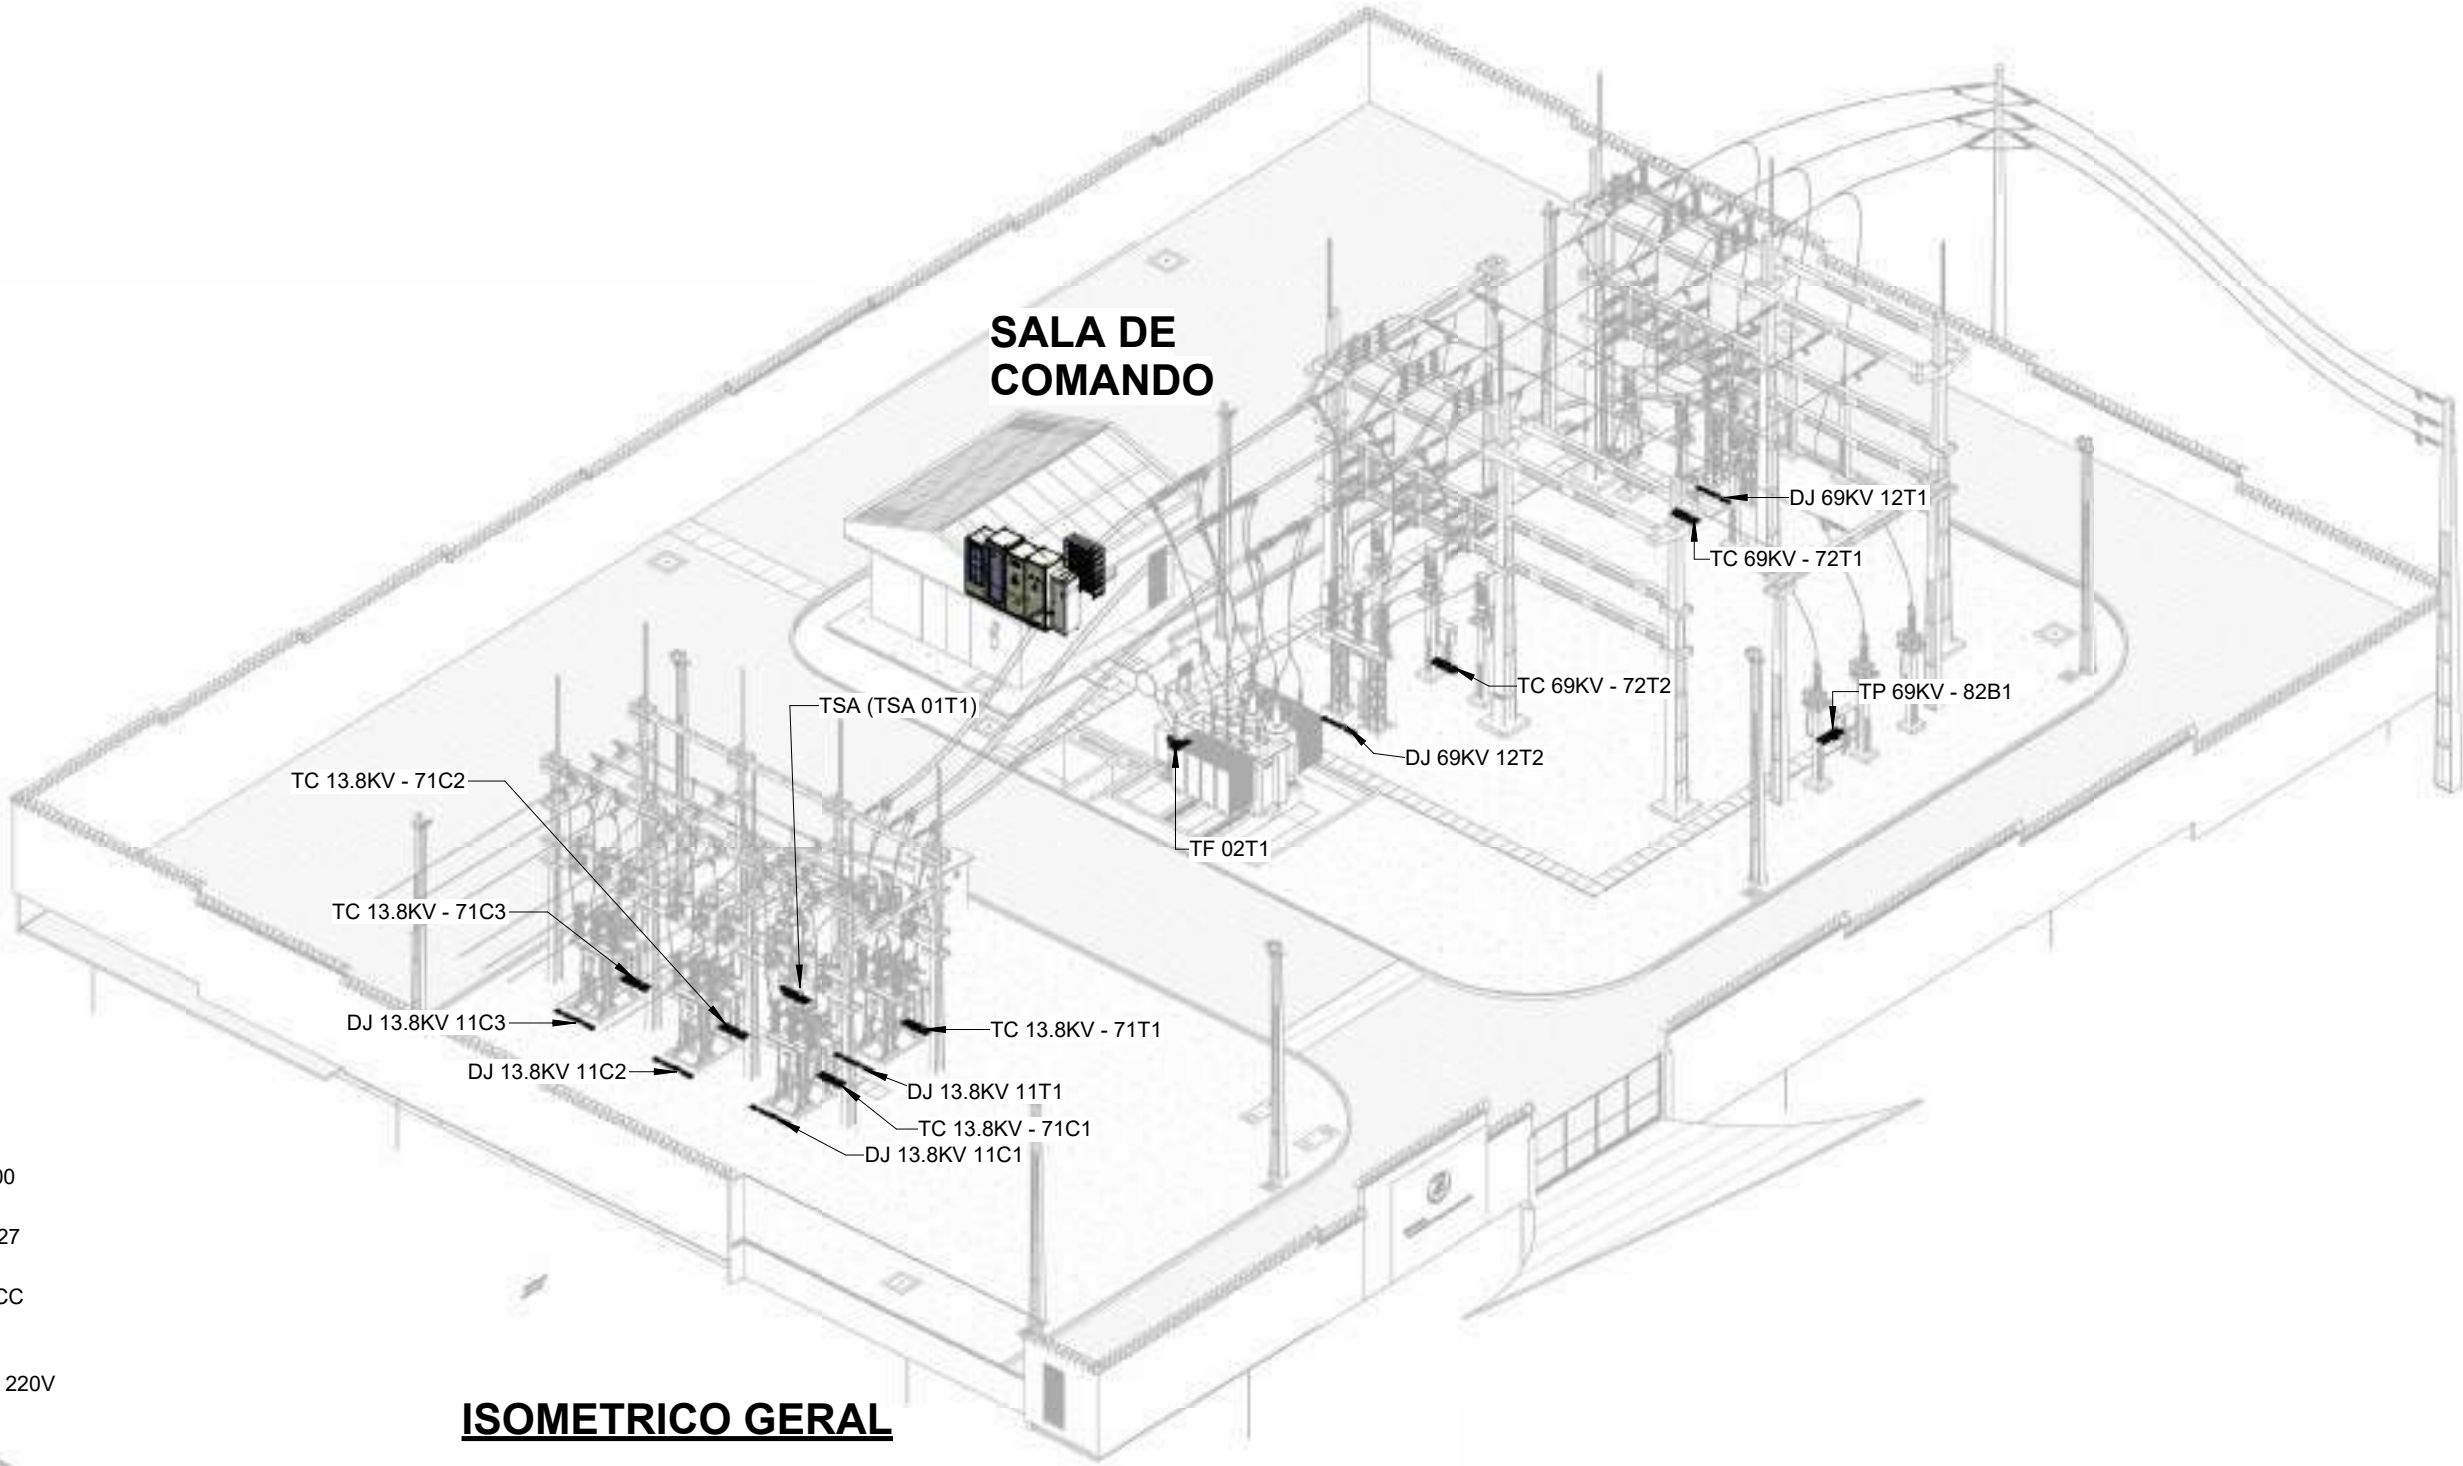 SALA DE
COMANDO
DJ 69KV 12T1
TC 69KV - 72T1
TC 69KV - 72T2
TP 69KV - 82B1
TSA (TSA 01T1)
DJ 69KV 12T2
TC 13.8KV - 71C2
TF 02T1
TC 13.8KV - 71C3
DJ 13.8KV 11C3
TC 13.8KV - 71T1
DJ 13.8KV 11C2
DJ 13.8KV 11T1
TC 13.8KV - 71C1
DJ 13.8KV 11C1
00
27
CC
220V
ISOMETRICO GERAL